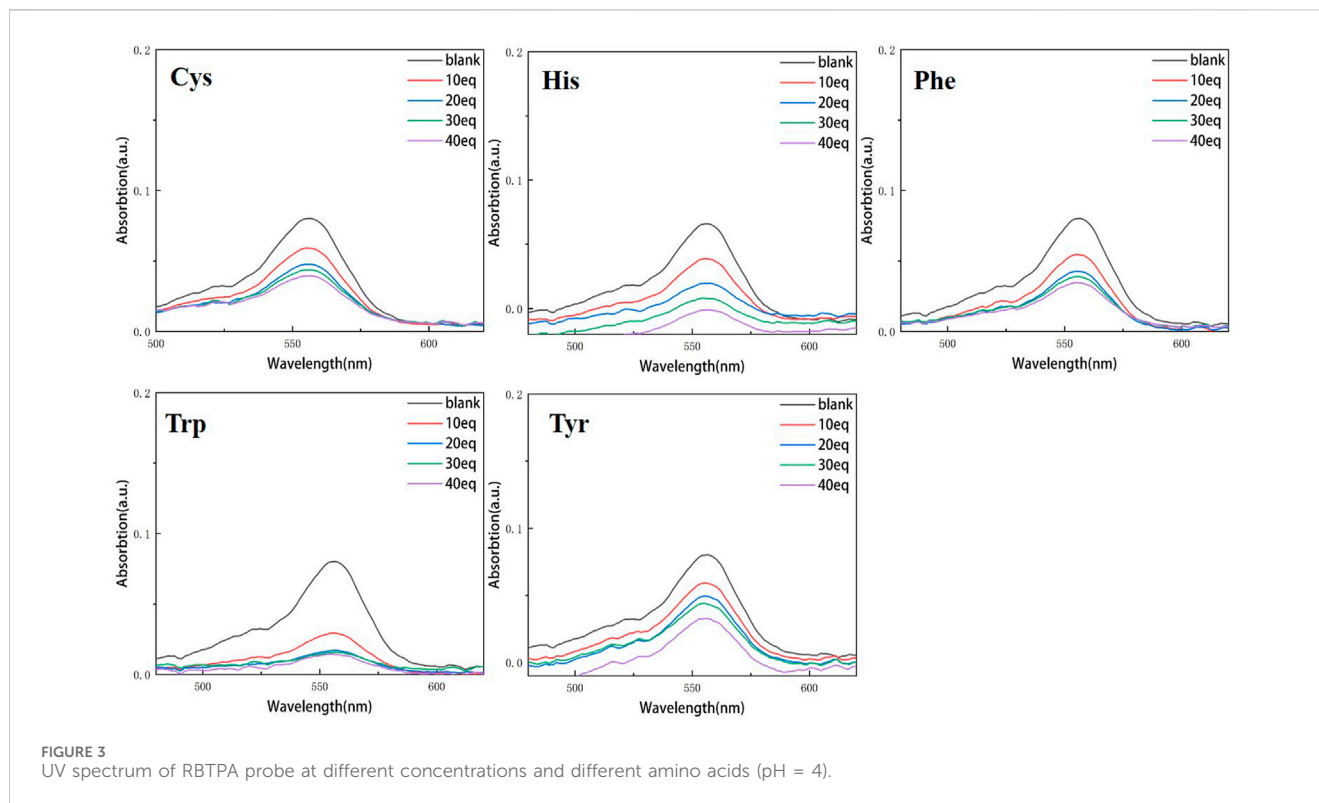 Cys
blank
10eq
20eq
30eq
40eq
0.2
0.1
0.0
500
550
600
Absorbtion(a.u.)
Wavelength(nm)
His
blank
10eq
20eq
30eq
40eq
0.2
0.1
0.0
500
550
600
Absorbtion(a.u.)
Wavelength(nm)
Phe
blank
10eq
20eq
30eq
40eq
0.2
0.1
0.0
500
550
600
Absorbtion(a.u.)
Wavelength(nm)
Trp
blank
10eq
20eq
30eq
40eq
0.2
0.1
0.0
500
550
600
Absorbtion(a.u.)
Wavelength(nm)
Tyr
blank
10eq
20eq
30eq
40eq
0.2
0.1
0.0
500
550
600
Absorbtion(a.u.)
Wavelength(nm)
FIGURE 3
UV spectrum of RBTPA probe at different concentrations and different amino acids (pH = 4).